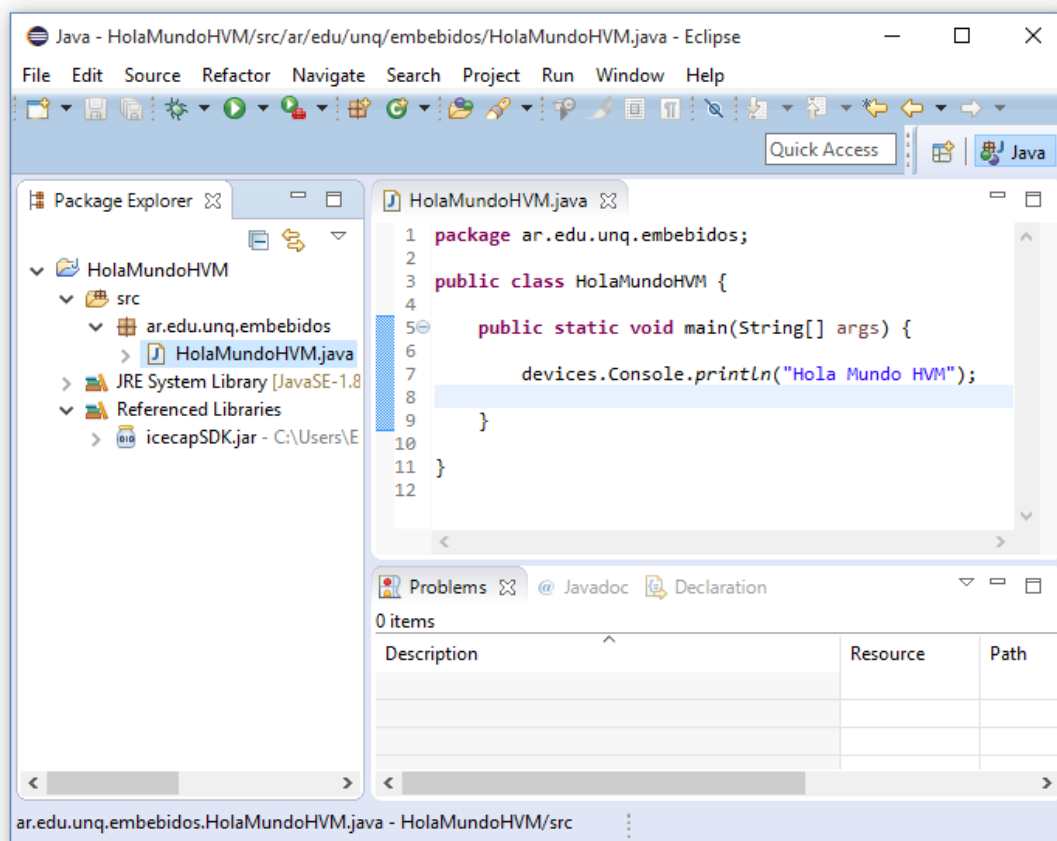 Java - HolaMundoHVM/src/ar/edu/unq/embebidos/HolaMundoHVM.java - Eclipse
File Edit Source Refactor Navigate Search Project Run Window Help
Quick Access
Java
Package Explorer
HolaMundoHVM
src
ar.edu.unq.embebidos
HolaMundoHVM.java
JRE System Library [JavaSE-1.8
Referenced Libraries
icecapSDK.jar - C:\Users\E
HolaMundoHVM.java
1 package ar.edu.unq.embebidos;
2
3 public class HolaMundoHVM {
4
5 public static void main(String[] args) {
6
7 devices.Console.println("Hola Mundo HVM");
8
9 }
10
11 }
12
Problems @ Javadoc Declaration
0 items
Description Resource Path
ar.edu.unq.embebidos.HolaMundoHVM.java - HolaMundoHVM/src